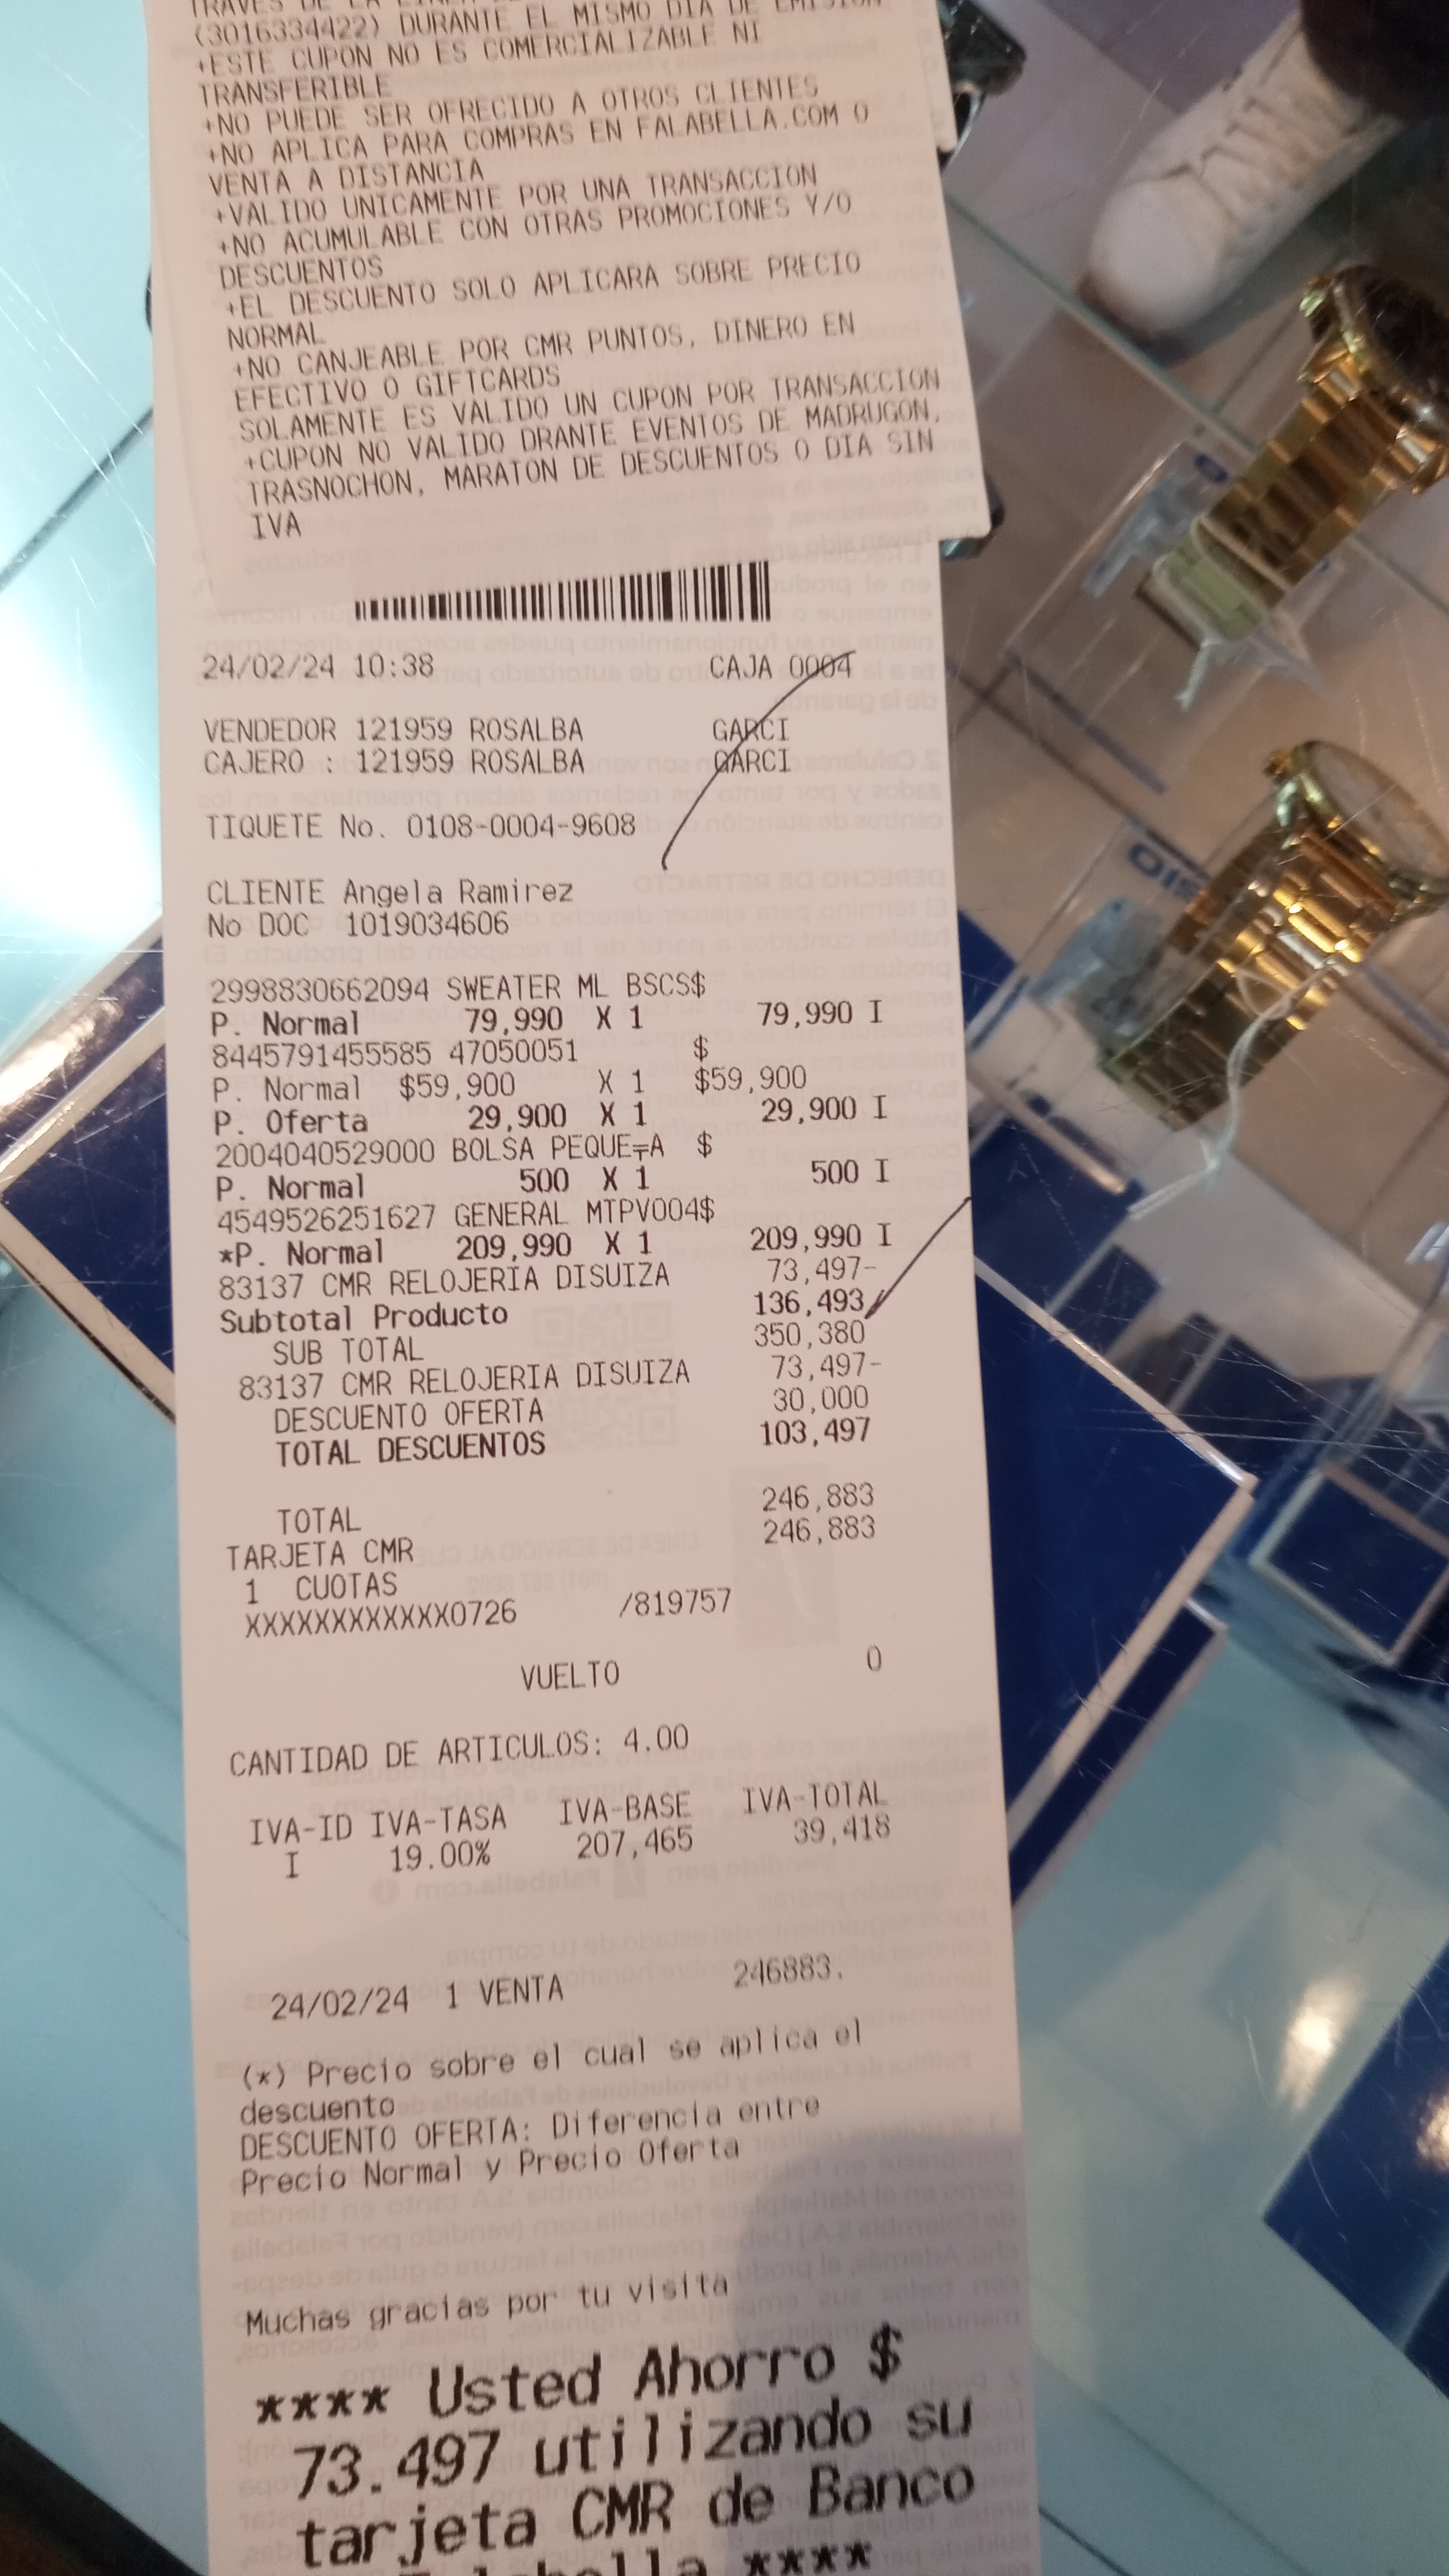 (3016334422) DURANTE EL MISMO DIA DE EMISION
+ESTE CUPON NO ES COMERCIALIZABLE NI
TRANSFERIBLE
+NO PUEDE SER OFRECIDO A OTROS CLIENTES
+NO APLICA PARA COMPRAS EN FALABELLA.COM O
VENTA A DISTANCIA
+VALIDO UNICAMENTE POR UNA TRANSACCION
+NO ACUMULABLE CON OTRAS PROMOCIONES Y/O
DESCUENTOS
+EL DESCUENTO SOLO APLICARA SOBRE PRECIO
NORMAL
+NO CANJEABLE POR CMR PUNTOS, DINERO EN
EFECTIVO O GIFTCARDS
SOLAMENTE ES VALIDO UN CUPON POR TRANSACCION
+CUPON NO VALIDO DRANTE EVENTOS DE MADRUGON,
TRASNOCHON, MARATON DE DESCUENTOS O DIA SIN
IVA
24/02/24 10:38 CAJA 0004
VENDEDOR 121959 ROSALBA GARCI
CAJERO : 121959 ROSALBA GARCI
TIQUETE No. 0108-0004-9608
CLIENTE Angela Ramirez
No DOC 1019034606
2998830662094 SWEATER ML BSCS$
P. Normal 79,990 X 1 79,990 I
8445791455585 47050051 $
P. Normal $59,900 X 1 $59,900
P. Oferta 29,900 X 1 29,900 I
2004040529000 BOLSA PEQUE╤A $
P. Normal 500 X 1 500 I
4549526251627 GENERAL MTPV004$
*P. Normal 209,990 X 1 209,990 I
83137 CMR RELOJERIA DISUIZA 73,497-
Subtotal Producto 136,493
SUB TOTAL 350,380
83137 CMR RELOJERIA DISUIZA 73,497-
DESCUENTO OFERTA 30,000
TOTAL DESCUENTOS 103,497
TOTAL 246,883
TARJETA CMR 246,883
1 CUOTAS
XXXXXXXXXXXX0726 /819757
VUELTO 0
CANTIDAD DE ARTICULOS: 4.00
IVA-ID IVA-TASA IVA-BASE IVA-TOTAL
I 19.00% 207,465 39,418
24/02/24 1 VENTA 246883.
(*) Precio sobre el cual se aplica el
descuento
DESCUENTO OFERTA: Diferencia entre
Precio Normal y Precio Oferta
Muchas gracias por tu visita
**** Usted Ahorro $
73.497 utilizando su
tarjeta CMR de Banco